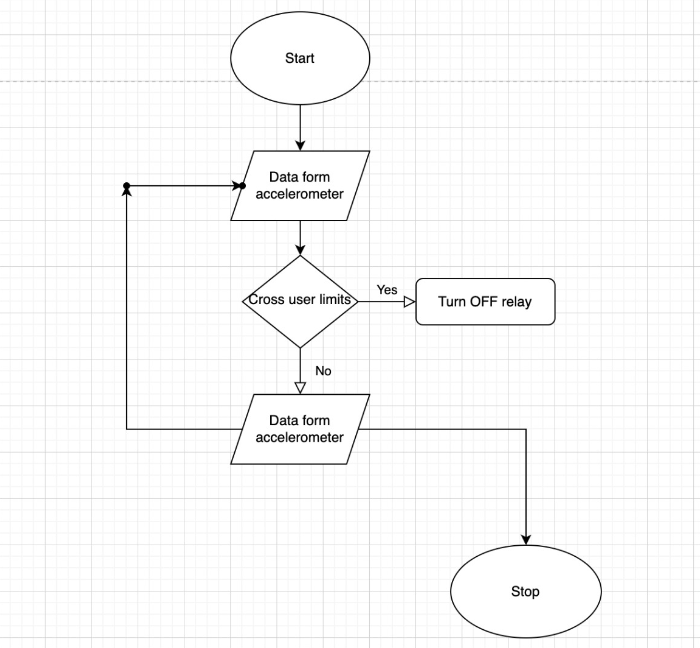 Start
Data form
accelerometer
Cross user limits
Yes
Turn OFF relay
No
Data form
accelerometer
Stop